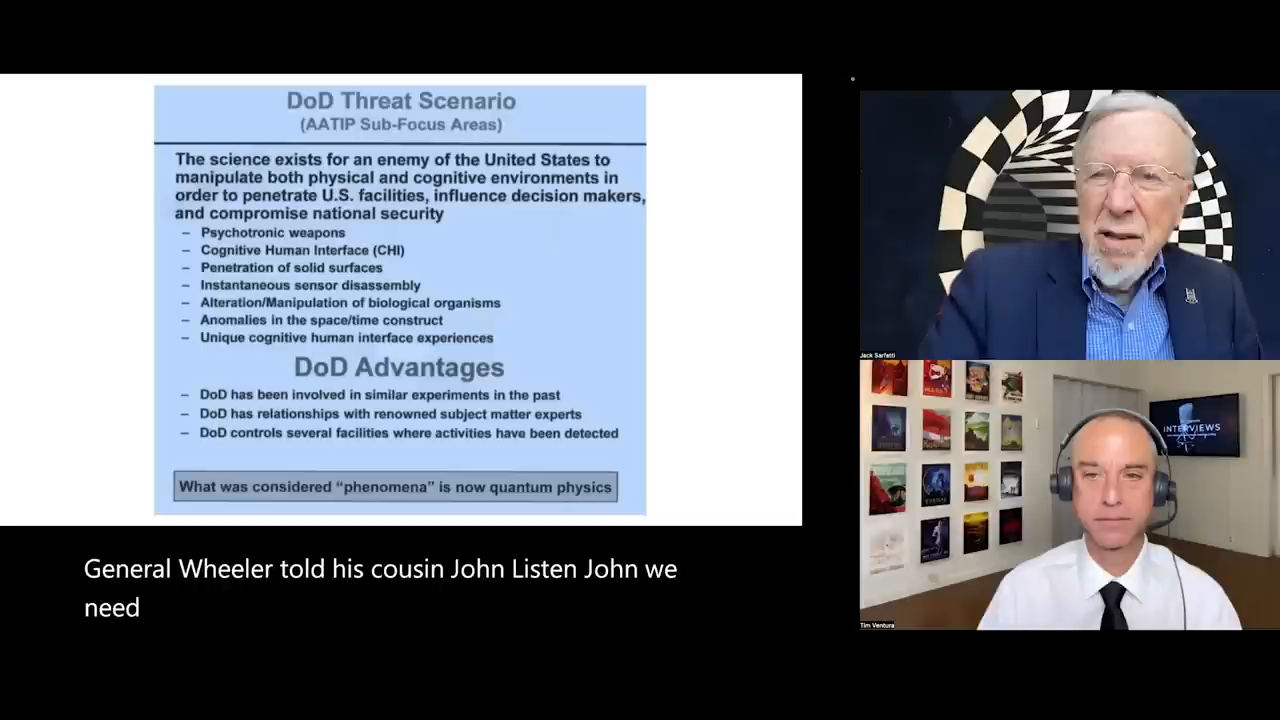 DoD Threat Scenario
(AATIP Sub-Focus Areas)
The science exists for an enemy of the United States to
manipulate both physical and cognitive environments in
order to penetrate U.S. facilities, influence decision makers,
and compromise national security
– Psychotronic weapons
– Cognitive Human Interface (CHI)
– Penetration of solid surfaces
– Instantaneous sensor disassembly
– Alteration/Manipulation of biological organisms
– Anomalies in the space/time construct
– Unique cognitive human interface experiences
DoD Advantages
– DoD has been involved in similar experiments in the past
– DoD has relationships with renowned subject matter experts
– DoD controls several facilities where activities have been detected
What was considered “phenomena” is now quantum physics
General Wheeler told his cousin John Listen John we
need
Jack Sarfatti
INTERVIEWS
Tim Ventura